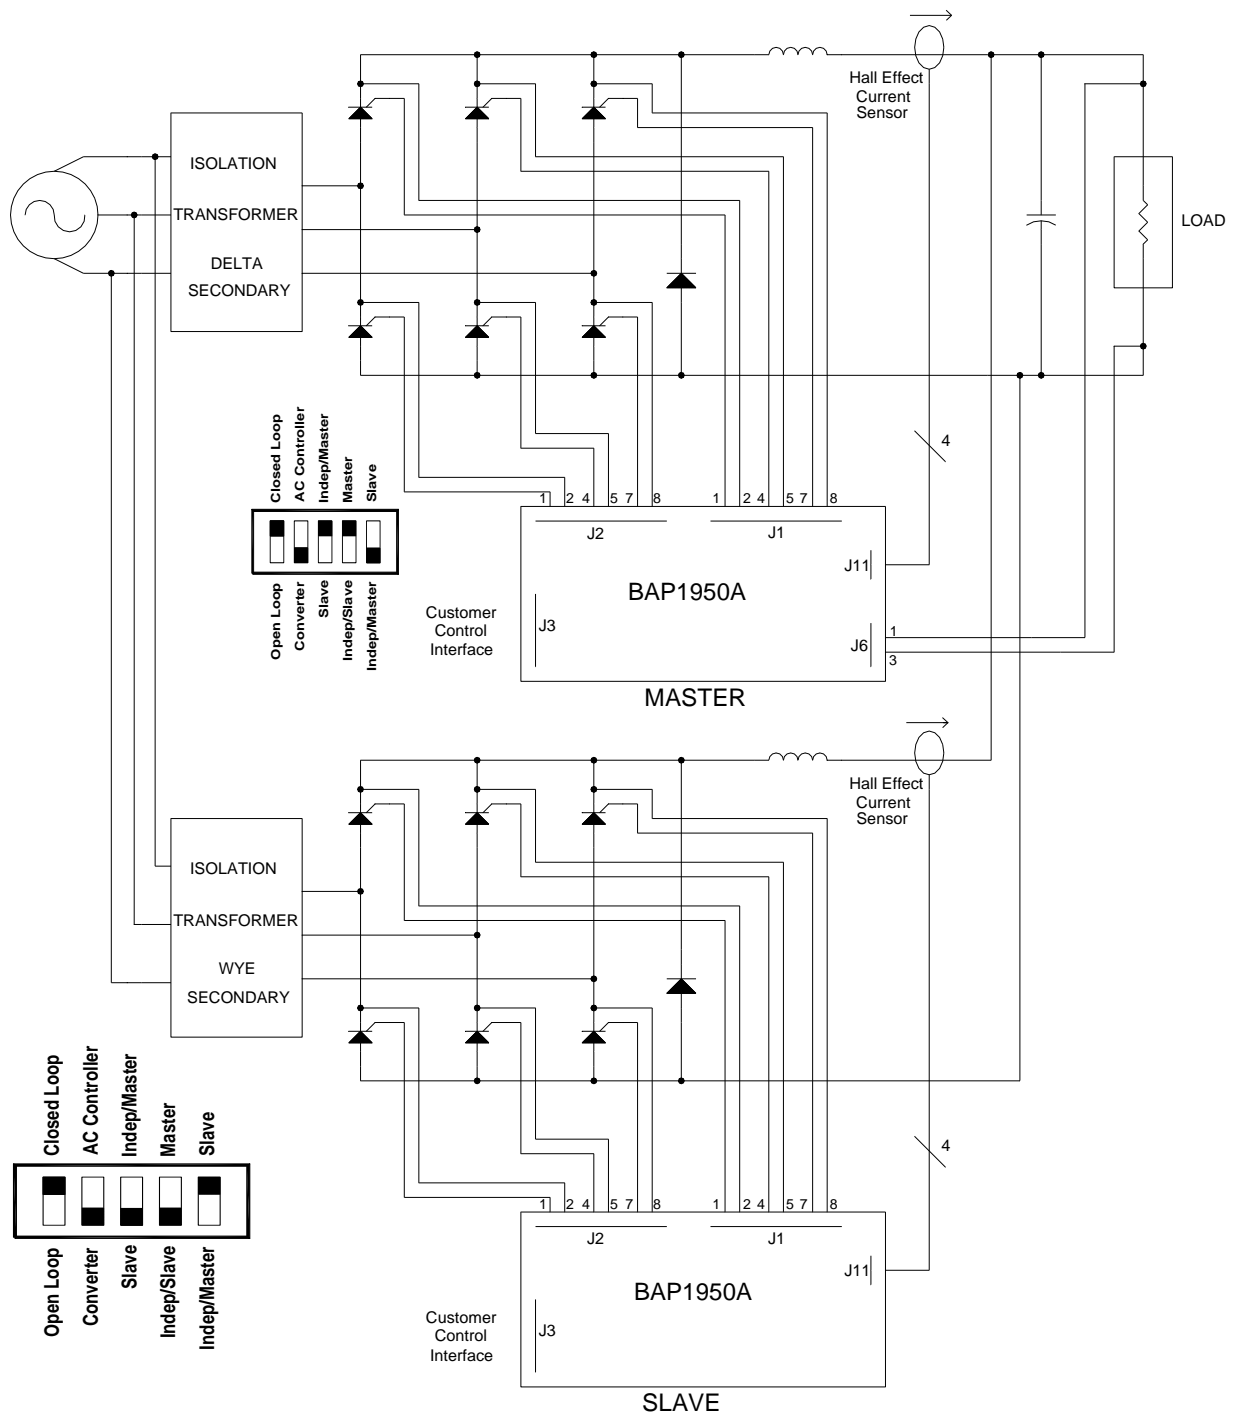 Hall Effect
Current
Sensor
ISOLATION
TRANSFORMER
DELTA
SECONDARY
LOAD
4
Closed Loop
AC Controller
Indep/Master
Master
Slave
Open Loop
Converter
Slave
Indep/Slave
Indep/Master
1 2 4 5 7 8 1 2 4 5 7 8
J2 J1
J11
BAP1950A
Customer
Control
Interface
J3
J6
1
3
MASTER
Hall Effect
Current
Sensor
ISOLATION
TRANSFORMER
WYE
SECONDARY
4
Closed Loop
AC Controller
Indep/Master
Master
Slave
Open Loop
Converter
Slave
Indep/Slave
Indep/Master
1 2 4 5 7 8 1 2 4 5 7 8
J2 J1
J11
BAP1950A
Customer
Control
Interface
J3
SLAVE